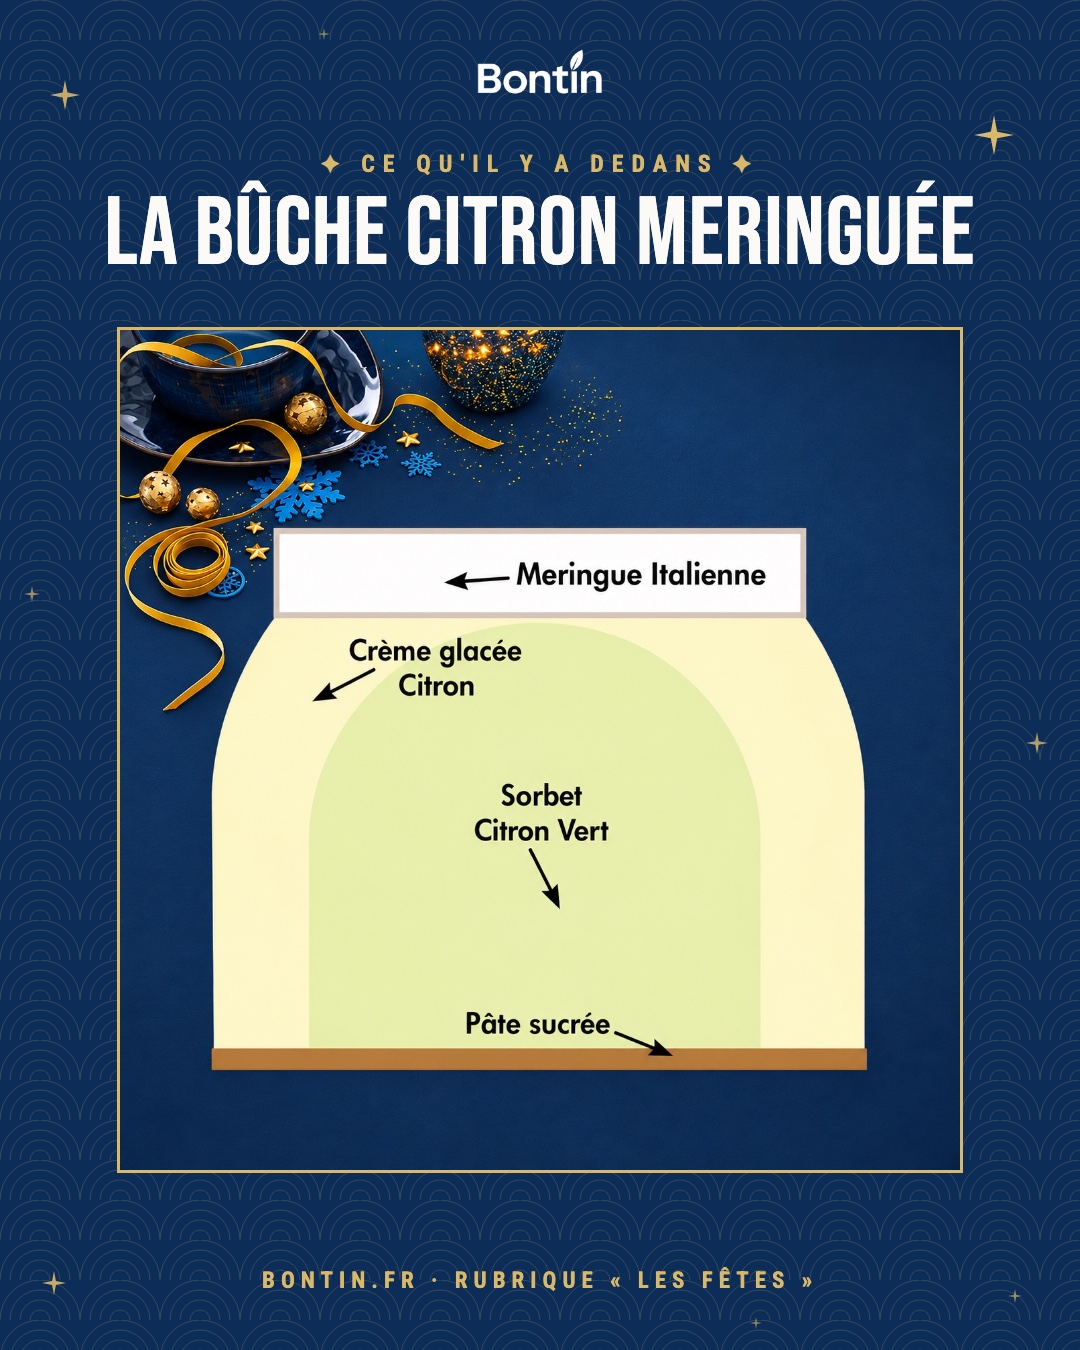 Bontin
✦ CE QU'IL Y A DEDANS ✦
LA BÛCHE CITRON MERINGUÉE
Meringue Italienne
Crème glacée
Citron
Sorbet
Citron Vert
Pâte sucrée
BONTIN.FR · RUBRIQUE « LES FÊTES »